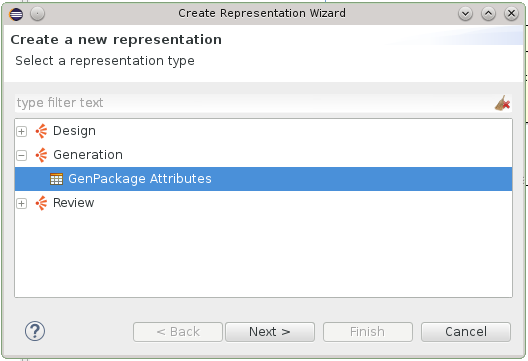 Create Representation Wizard
Create a new representation
Select a representation type
type filter text
Design
Generation
GenPackage Attributes
Review
?
< Back
Next >
Finish
Cancel